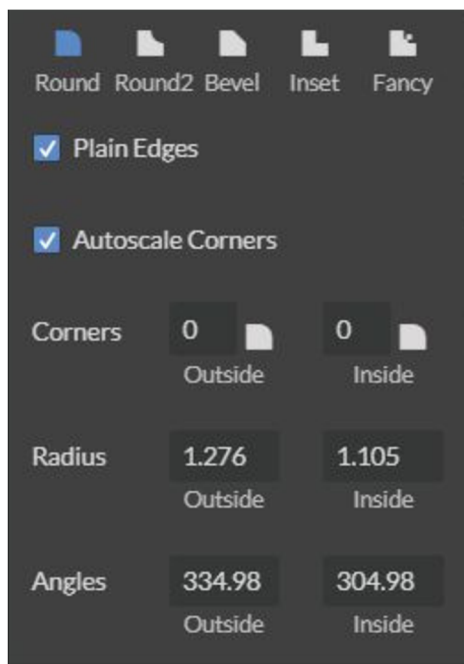 Round Round2 Bevel Inset Fancy
Plain Edges
Autoscale Corners
Corners 0 0
Outside Inside
Radius 1.276 1.105
Outside Inside
Angles 334.98 304.98
Outside Inside